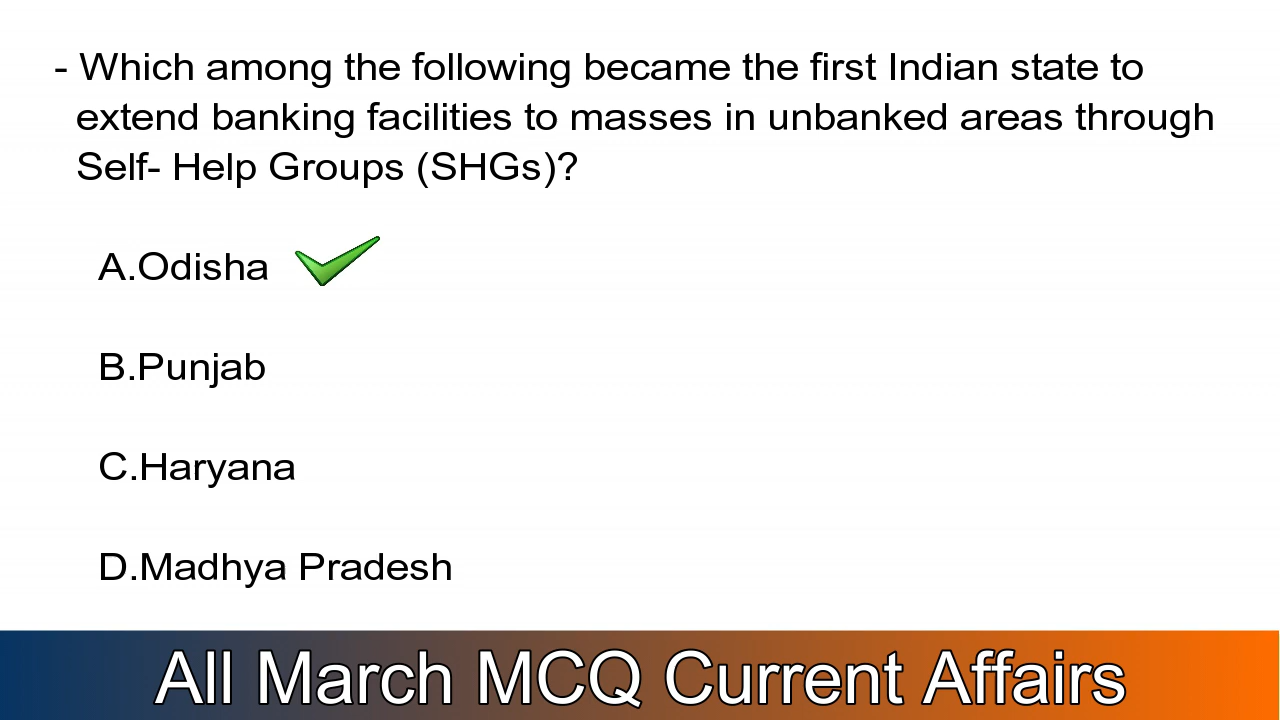 - Which among the following became the first Indian state to
extend banking facilities to masses in unbanked areas through
Self- Help Groups (SHGs)?
A.Odisha
B.Punjab
C.Haryana
D.Madhya Pradesh
All March MCQ Current Affairs